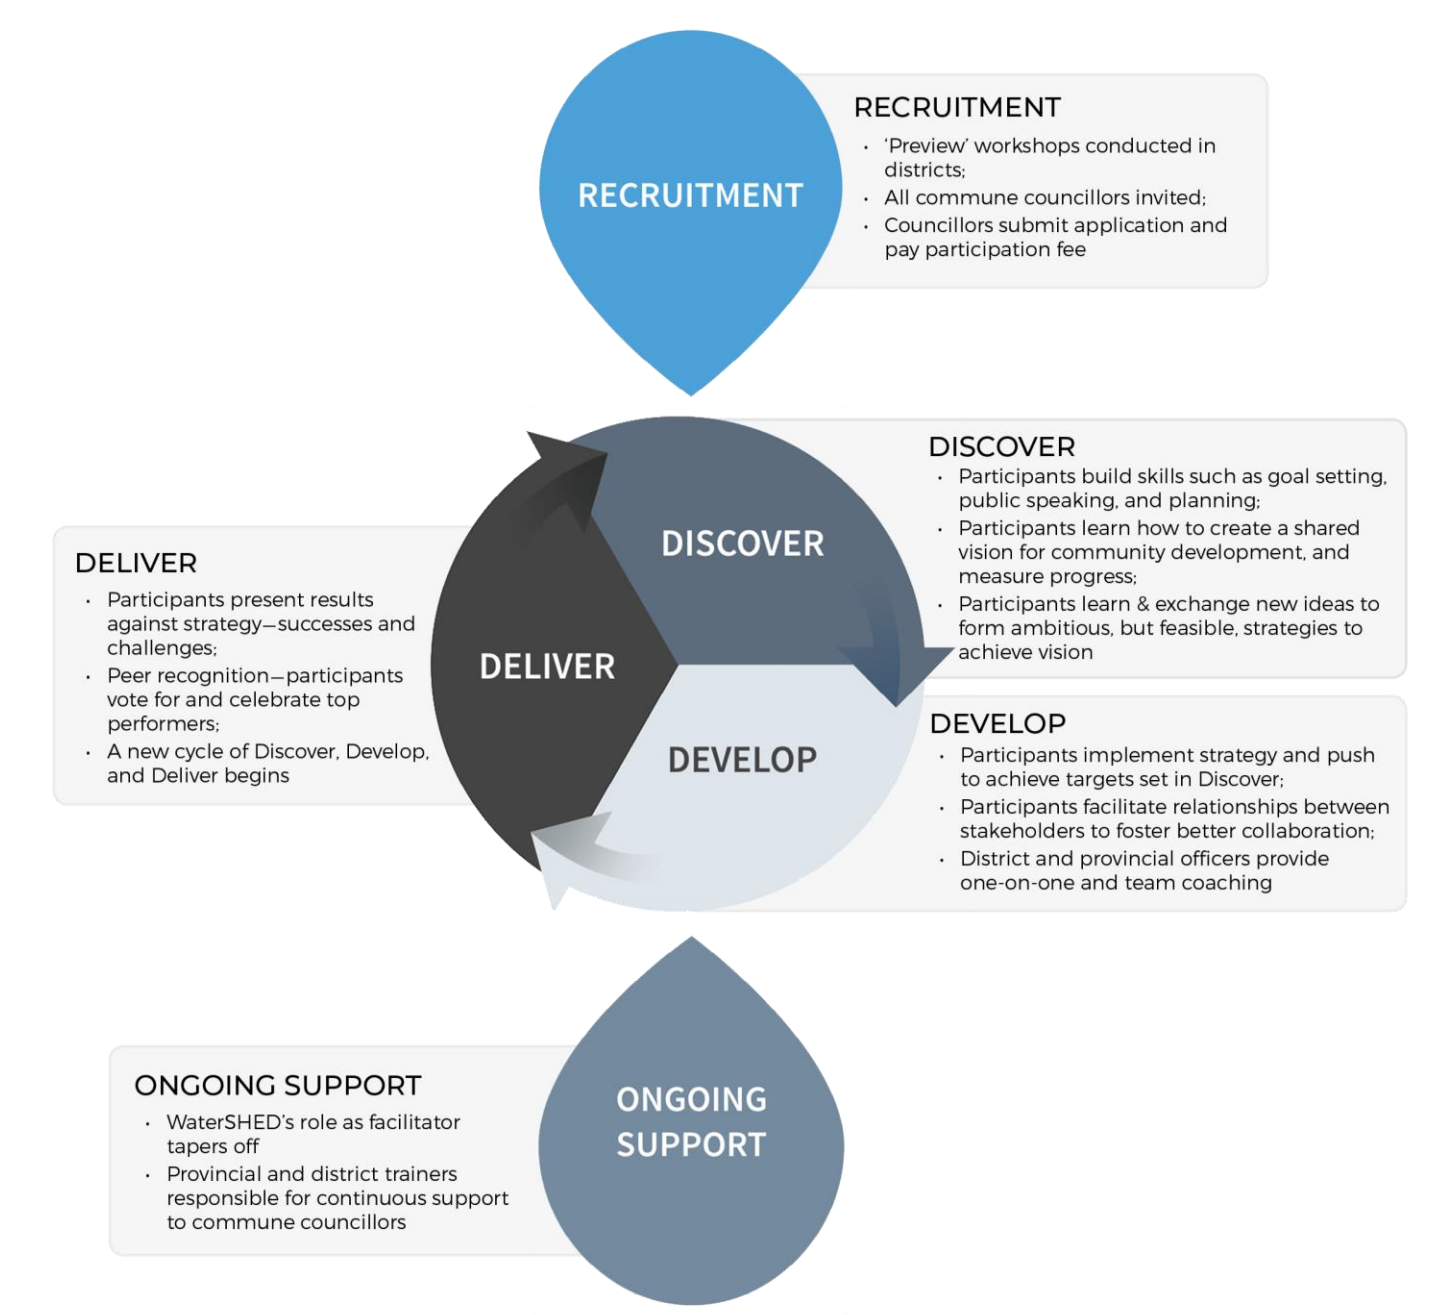 RECRUITMENT
RECRUITMENT
• ‘Preview’ workshops conducted in
districts;
• All commune councillors invited;
• Councillors submit application and
pay participation fee
DISCOVER
DISCOVER
• Participants build skills such as goal setting,
public speaking, and planning;
• Participants learn how to create a shared
vision for community development, and
measure progress;
• Participants learn & exchange new ideas to
form ambitious, but feasible, strategies to
achieve vision
DELIVER
• Participants present results
against strategy—successes and
challenges;
• Peer recognition—participants
vote for and celebrate top
performers;
• A new cycle of Discover, Develop,
and Deliver begins
DELIVER
DEVELOP
DEVELOP
• Participants implement strategy and push
to achieve targets set in Discover;
• Participants facilitate relationships between
stakeholders to foster better collaboration;
• District and provincial officers provide
one-on-one and team coaching
ONGOING SUPPORT
• WaterSHED’s role as facilitator
tapers off
• Provincial and district trainers
responsible for continuous support
to commune councillors
ONGOING
SUPPORT